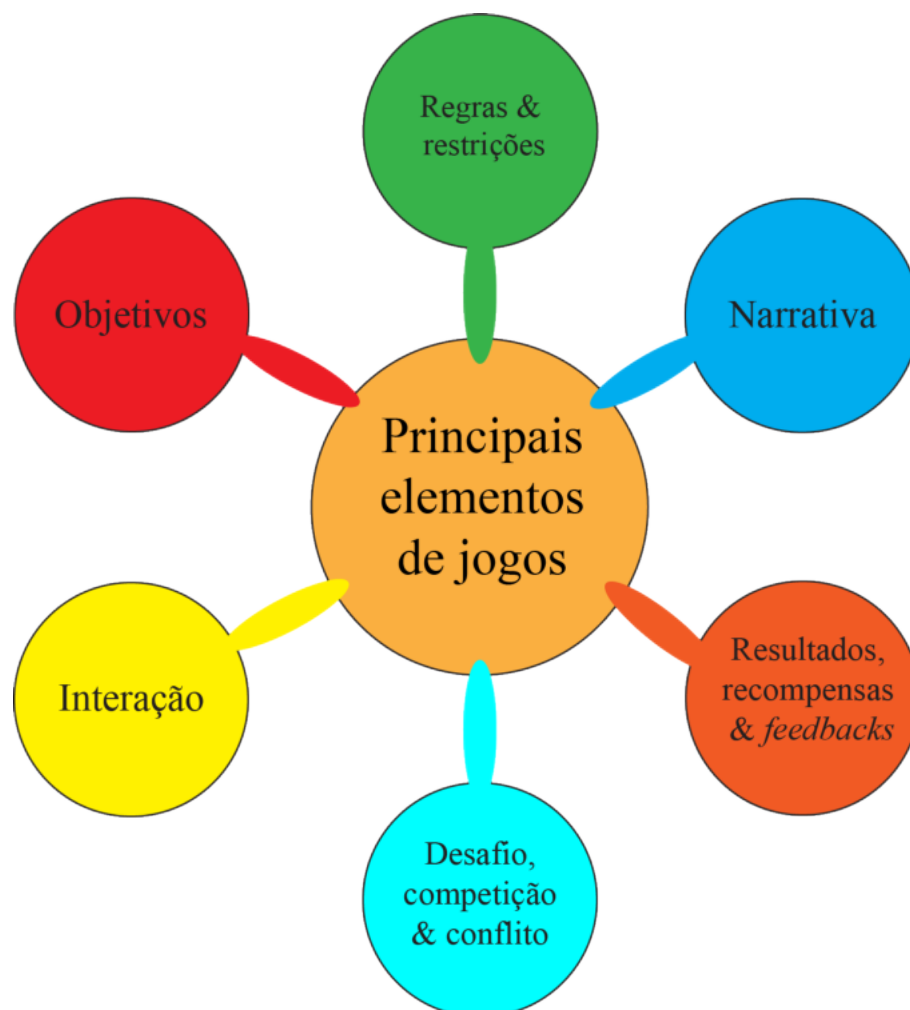 Regras &
restrições
Objetivos
Narrativa
Principais
elementos
de jogos
Interação
Resultados,
recompensas
& feedbacks
Desafio,
competição
& conflito